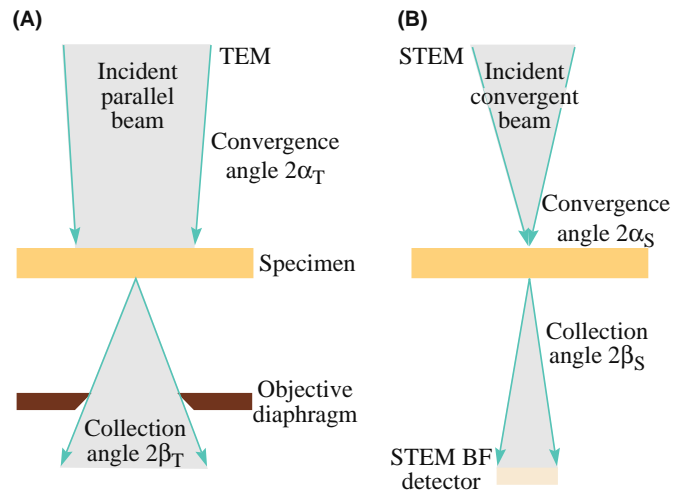 (A)
TEM
Incident
parallel
beam
Convergence
angle 2αT
Specimen
Objective
diaphragm
Collection
angle 2βT
(B)
STEM
Incident
convergent
beam
Convergence
angle 2αS
Collection
angle 2βS
STEM BF
detector